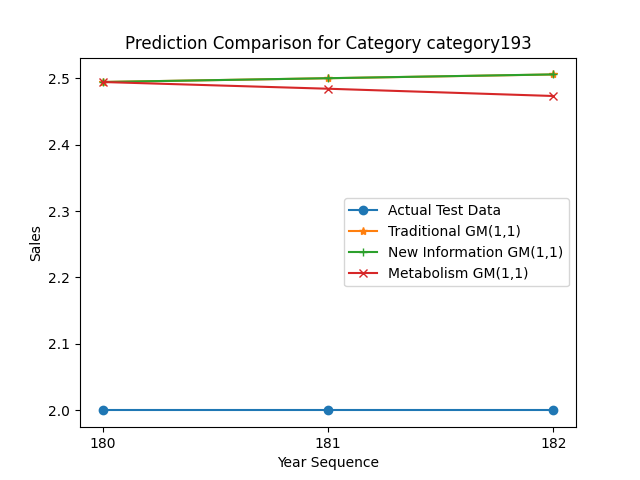 Prediction Comparison for Category category193
Sales
2.5
2.4
2.3
2.2
2.1
2.0
Actual Test Data
Traditional GM(1,1)
New Information GM(1,1)
Metabolism GM(1,1)
180
181
182
Year Sequence